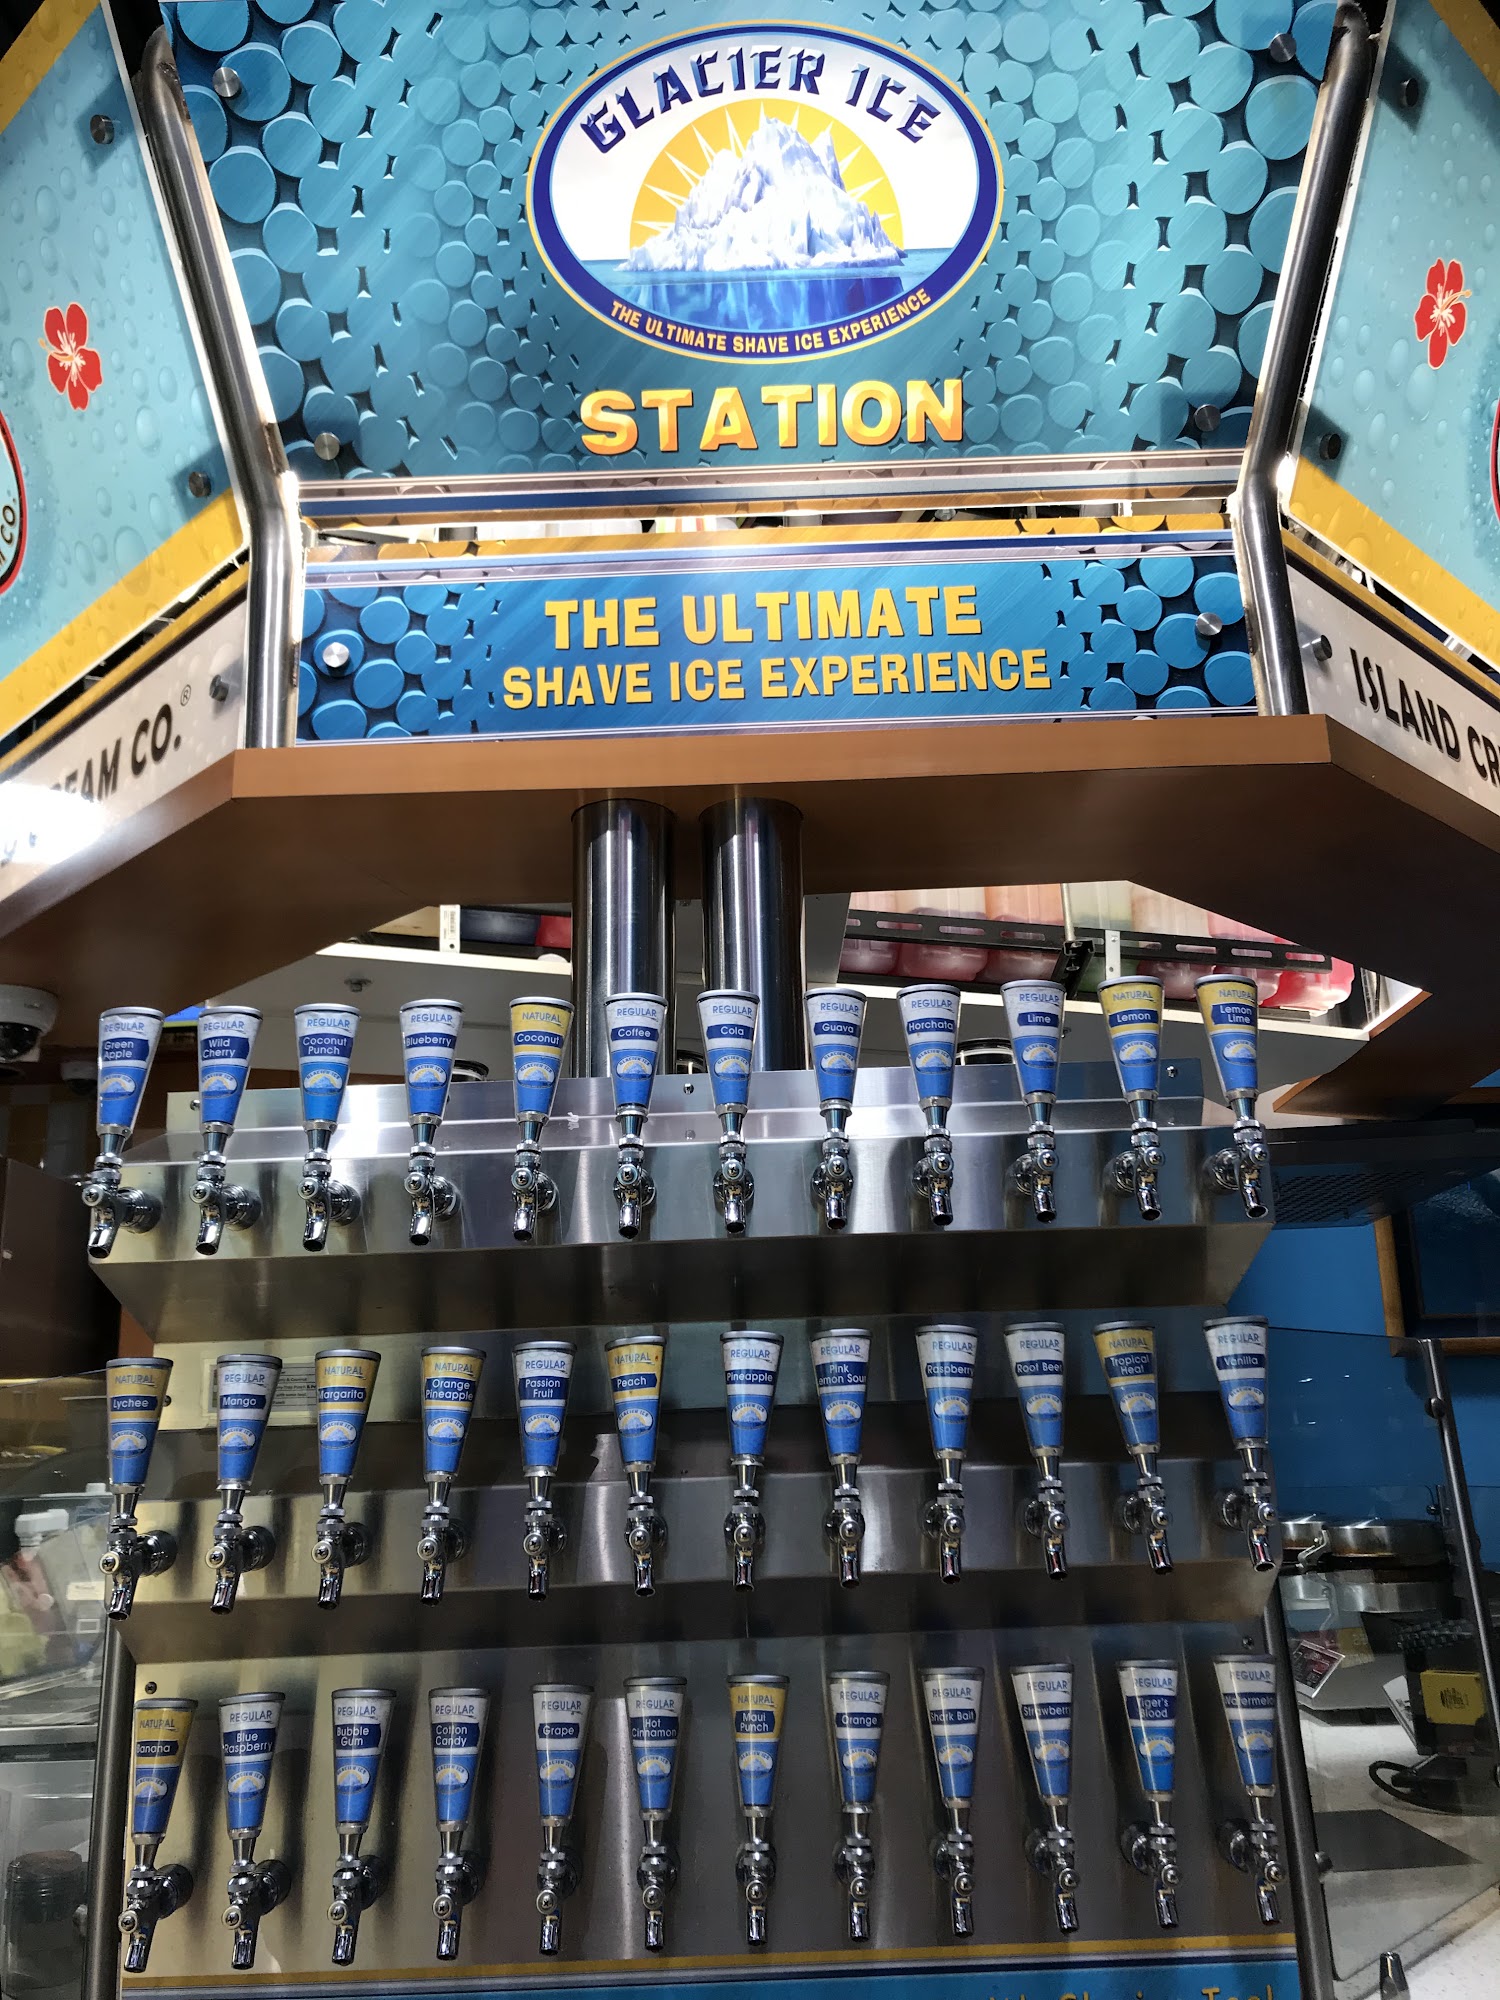 GLACIER ICE
THE ULTIMATE SHAVE ICE EXPERIENCE
STATION
THE ULTIMATE
SHAVE ICE EXPERIENCE
CO.
CO.®
ISLAND
REGULAR
Green
Apple
REGULAR
Wild
Cherry
REGULAR
Coconut
Punch
REGULAR
Blueberry
NATURAL
Coconut
REGULAR
Coffee
REGULAR
Cola
REGULAR
Guava
REGULAR
Horchata
REGULAR
Lime
NATURAL
Lemon
NATURAL
Lemon
Lime
NATURAL
Lychee
REGULAR
Mango
NATURAL
Margarita
NATURAL
Orange
Pineapple
REGULAR
Passion
Fruit
NATURAL
Peach
REGULAR
Pineapple
REGULAR
Pink
Lemon Sour
REGULAR
Raspberry
REGULAR
Root Beer
NATURAL
Tropical
Heat
REGULAR
Vanilla
NATURAL
Banana
REGULAR
Blue
Raspberry
REGULAR
Bubble
Gum
REGULAR
Cotton
Candy
REGULAR
Grape
REGULAR
Hot
Cinnamon
NATURAL
Maui
Punch
REGULAR
Orange
REGULAR
Shark Bait
REGULAR
Strawberry
REGULAR
Tiger's
Blood
REGULAR
Watermelon